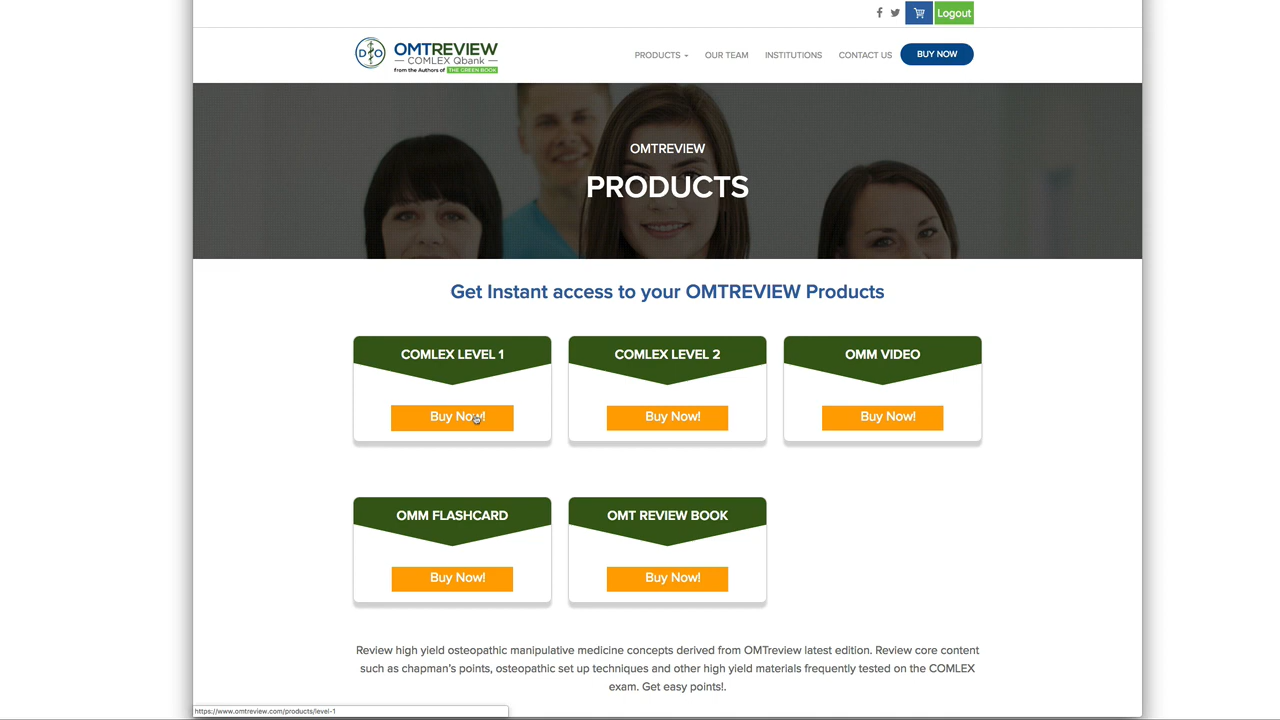 Logout
DO
OMTREVIEW
COMLEX Qbank
from the Authors of THE GREEN BOOK
PRODUCTS
OUR TEAM
INSTITUTIONS
CONTACT US
BUY NOW
OMTREVIEW
PRODUCTS
Get Instant access to your OMTREVIEW Products
COMLEX LEVEL 1
Buy Now!
COMLEX LEVEL 2
Buy Now!
OMM VIDEO
Buy Now!
OMM FLASHCARD
Buy Now!
OMT REVIEW BOOK
Buy Now!
Review high yield osteopathic manipulative medicine concepts derived from OMTreview latest edition. Review core content
such as chapman's points, osteopathic set up techniques and other high yield materials frequently tested on the COMLEX
exam. Get easy points!.
https://www.omtreview.com/products/level-1